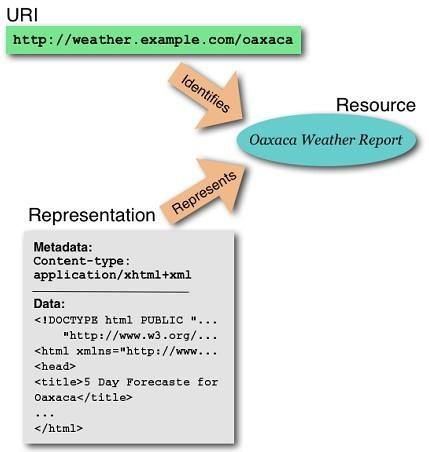 URI
http://weather.example.com/oaxaca
Identifies
Resource
Oaxaca Weather Report
Represents
Representation
Metadata:
Content-type:
application/xhtml+xml
Data:
<!DOCTYPE html PUBLIC "...
"http://www.w3.org/...
<html xmlns="http://www...
<head>
<title>5 Day Forecaste for
Oaxaca</title>
...
</html>